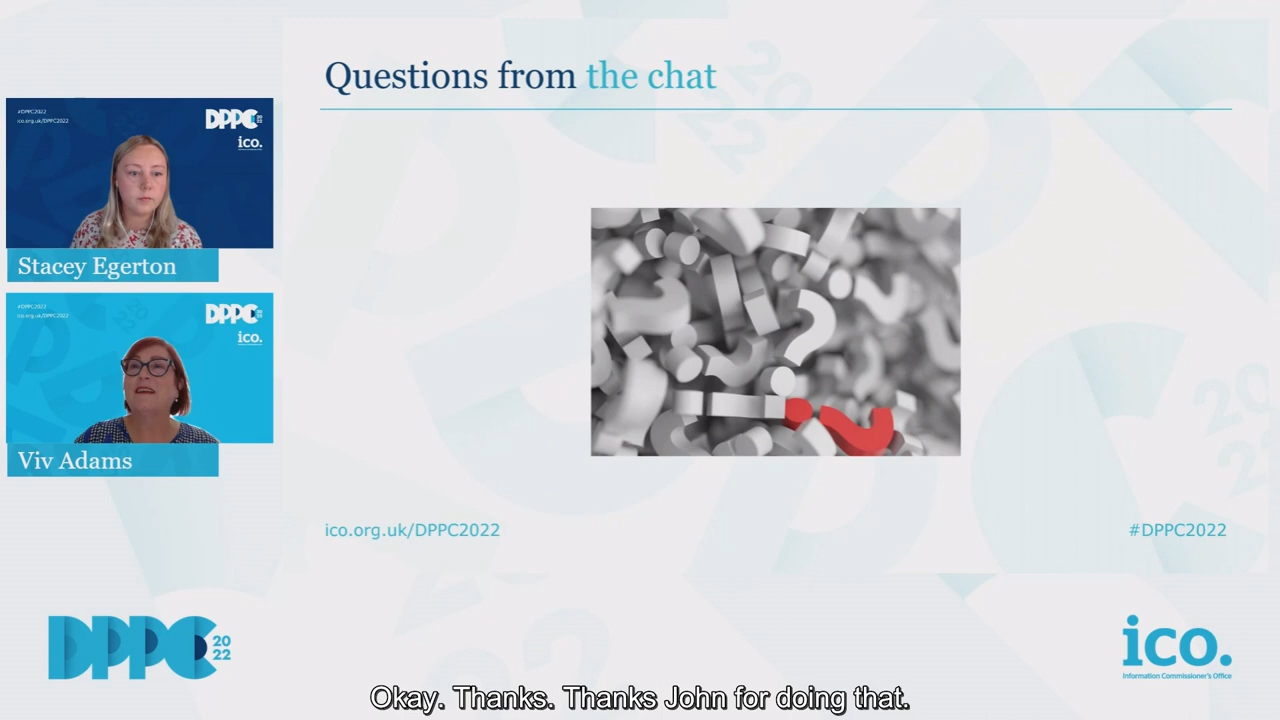 Questions from the chat
#DPPC2022
ico.org.uk/DPPC2022
DPPC 2022
ico.
Stacey Egerton
#DPPC2022
ico.org.uk/DPPC2022
DPPC 2022
ico.
Viv Adams
ico.org.uk/DPPC2022
#DPPC2022
DPPC 2022
ico.
Information Commissioner's Office
Okay. Thanks. Thanks John for doing that.